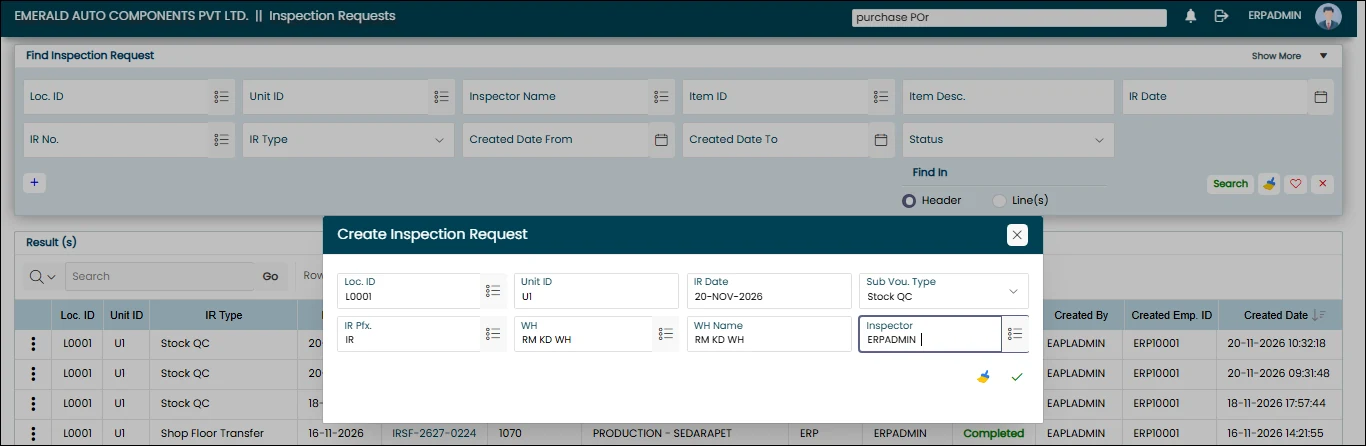 EMERALD AUTO COMPONENTS PVT LTD. || Inspection Requests purchase POr ERPADMIN
Find Inspection Request Show More
Loc. ID Unit ID Inspector Name Item ID Item Desc. IR Date
IR No. IR Type Created Date From Created Date To Status
Find In
+ Search
Header Line(s)
Create Inspection Request
Result (s)
Search Go Rov
Loc. ID Unit ID IR Date Sub Vou. Type
L0001 U1 20-NOV-2026 Stock QC
IR Pfx. WH WH Name Inspector
IR RM KD WH RM KD WH ERPADMIN
Loc. ID Unit ID IR Type Created By Created Emp. ID Created Date
L0001 U1 Stock QC 20- EAPLADMIN ERP10001 20-11-2026 10:32:18
L0001 U1 Stock QC 20- EAPLADMIN ERP10001 20-11-2026 09:31:48
L0001 U1 Stock QC 18- EAPLADMIN ERP10001 18-11-2026 17:57:44
L0001 U1 Shop Floor Transfer 16-11-2026 IRSF-2627-0224 1070 PRODUCTION - SEDARAPET ERP ERPADMIN Completed EAPLADMIN ERP10001 16-11-2026 14:21:55